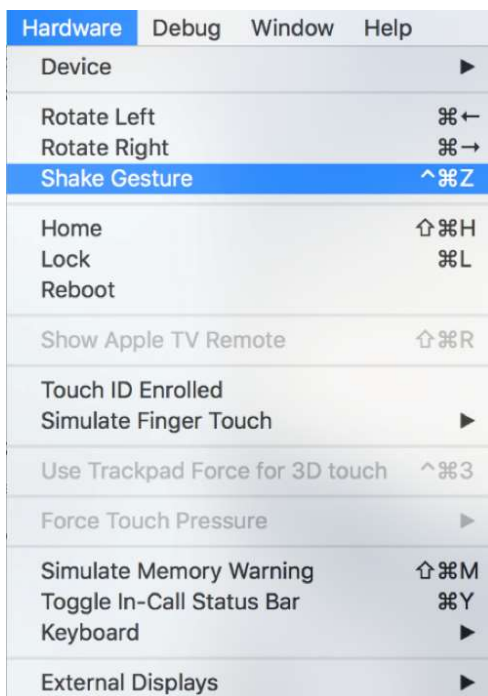 Hardware Debug Window Help
Device ▶
Rotate Left ⌘←
Rotate Right ⌘→
Shake Gesture ^⌘Z
Home ⇧⌘H
Lock ⌘L
Reboot
Show Apple TV Remote ⇧⌘R
Touch ID Enrolled
Simulate Finger Touch ▶
Use Trackpad Force for 3D touch ^⌘3
Force Touch Pressure ▶
Simulate Memory Warning ⇧⌘M
Toggle In-Call Status Bar ⌘Y
Keyboard ▶
External Displays ▶